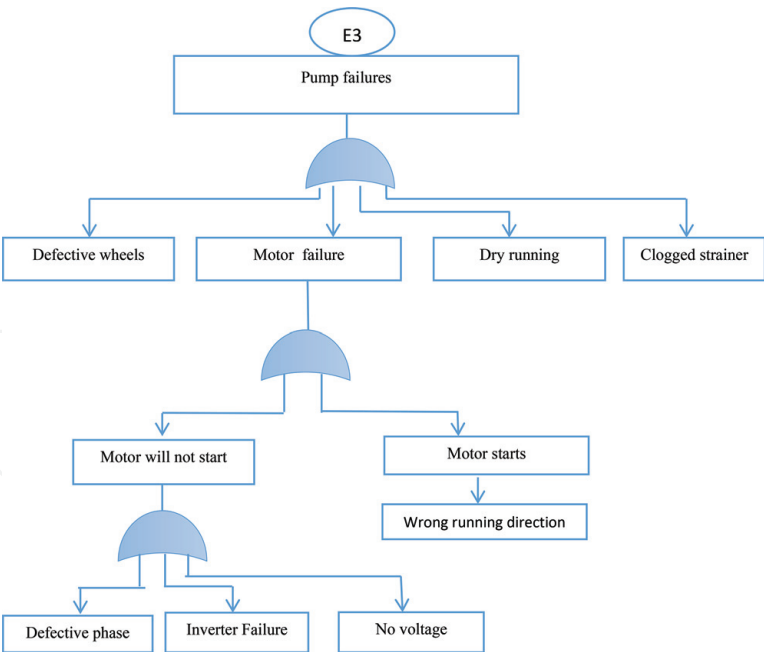 E3
Pump failures
Defective wheels
Motor failure
Dry running
Clogged strainer
Motor will not start
Motor starts
Wrong running direction
Defective phase
Inverter Failure
No voltage